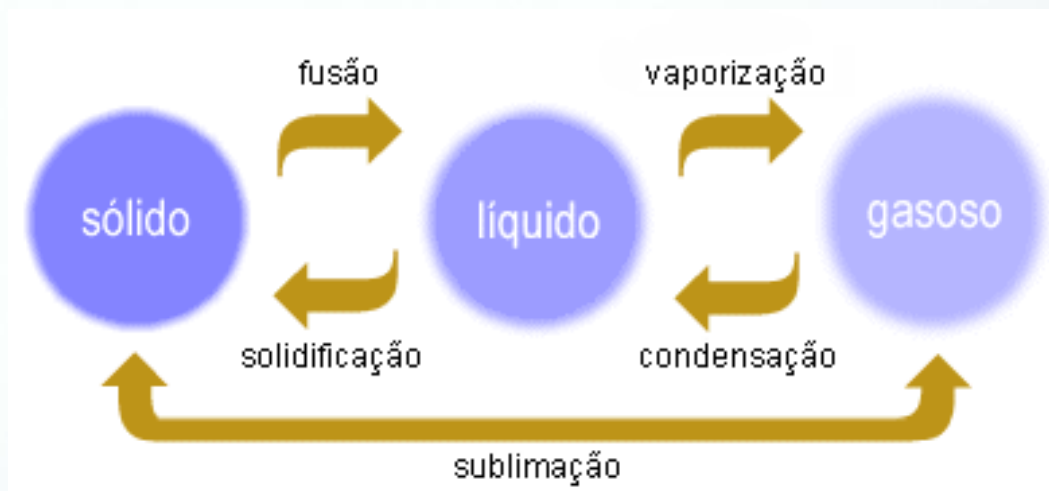 fusão
vaporização
sólido
líquido
gasoso
solidificação
condensação
sublimação